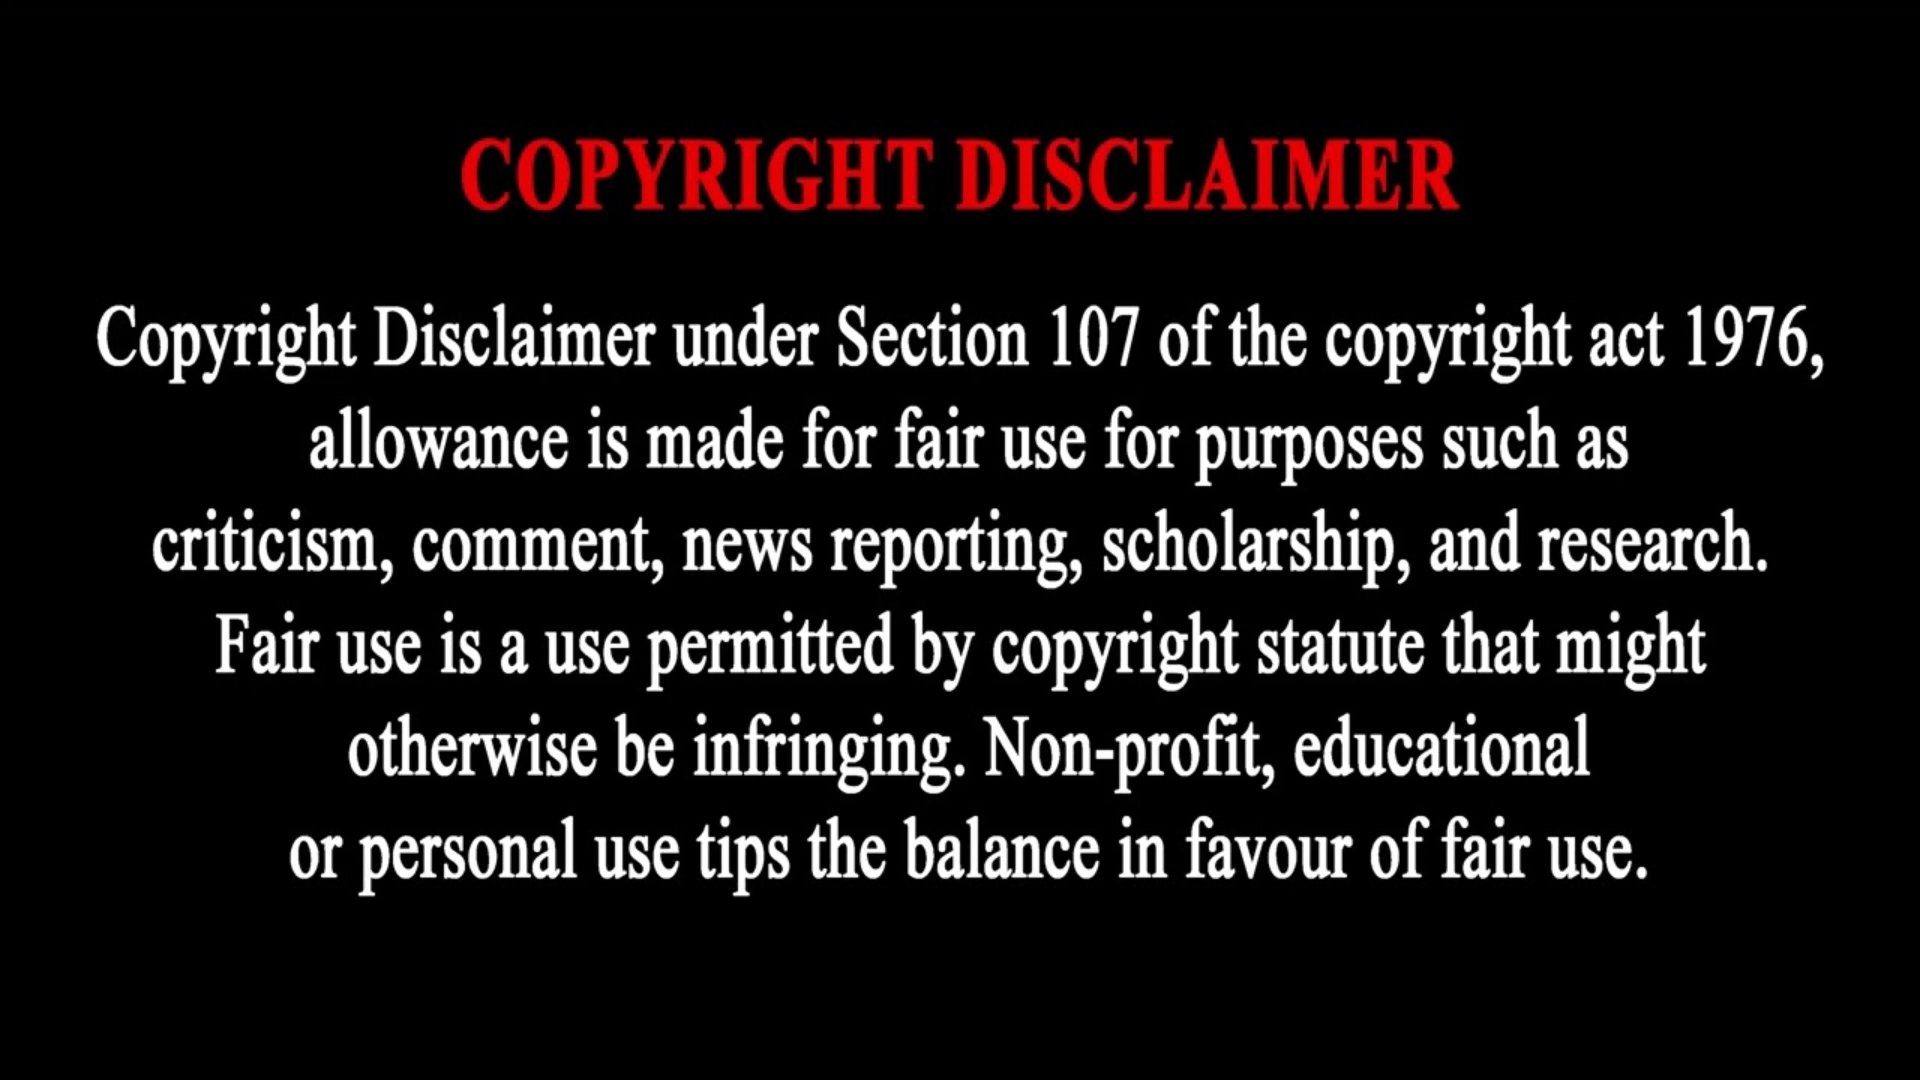 COPYRIGHT DISCLAIMER
Copyright Disclaimer under Section 107 of the copyright act 1976,
allowance is made for fair use for purposes such as
criticism, comment, news reporting, scholarship, and research.
Fair use is a use permitted by copyright statute that might
otherwise be infringing. Non-profit, educational
or personal use tips the balance in favour of fair use.